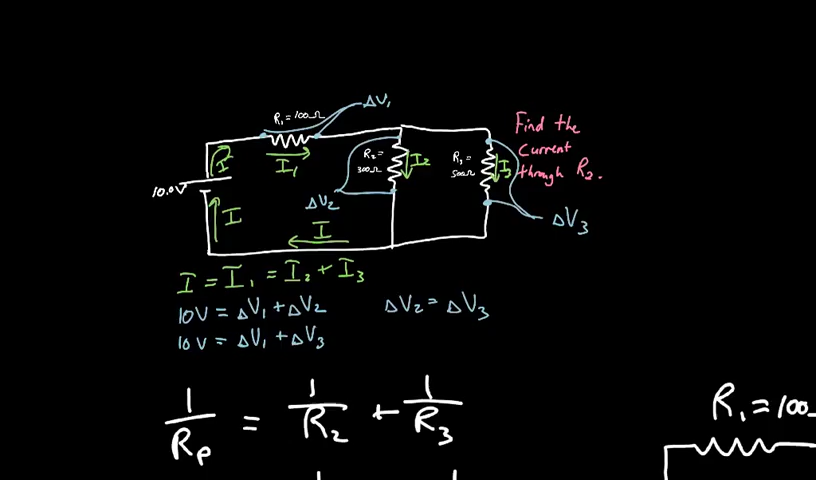 ΔV₁
R₁ = 100Ω
Find the
Current
through R₂.
I
I₁
R₂ =
300Ω
I₂
R₃ =
500Ω
I₃
10.0V
ΔV₂
I
I
ΔV₃
I = I₁ = I₂ + I₃
10V = ΔV₁ + ΔV₂
ΔV₂ = ΔV₃
10V = ΔV₁ + ΔV₃
1/Rₚ = 1/R₂ + 1/R₃
R₁ = 100